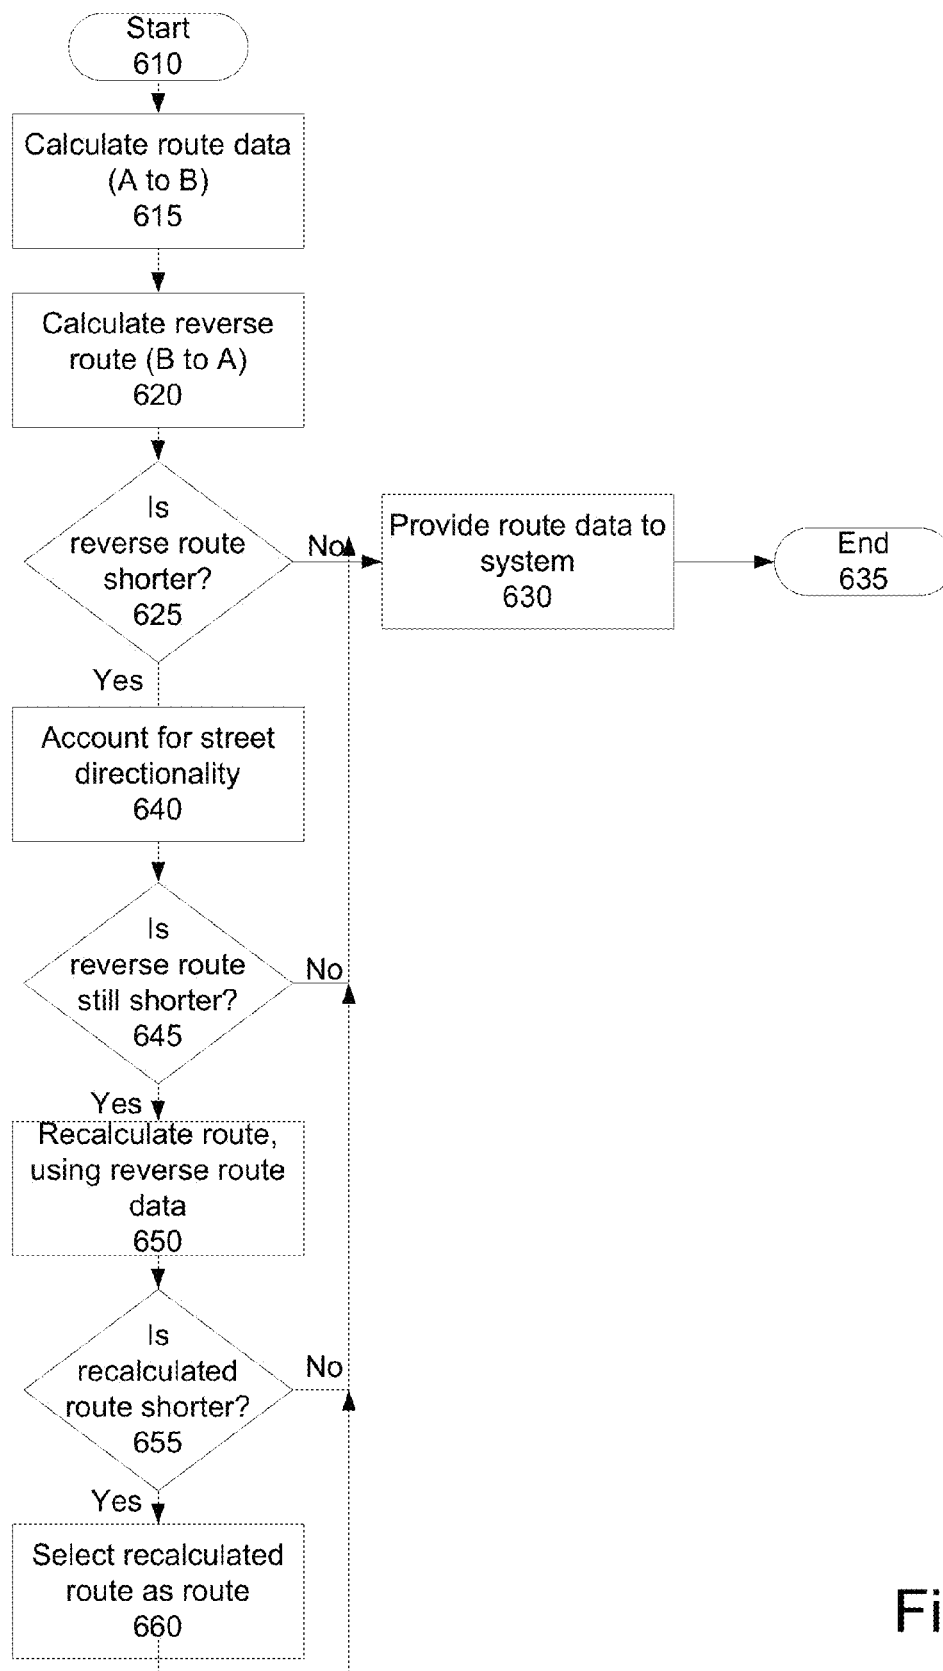 Start
610
Calculate route data
(A to B)
615
Calculate reverse
route (B to A)
620
Is
reverse route
shorter?
625
No
Provide route data to
system
630
End
635
Yes
Account for street
directionality
640
Is
reverse route
still shorter?
645
No
Yes
Recalculate route,
using reverse route
data
650
Is
recalculated
route shorter?
655
No
Yes
Select recalculated
route as route
660
Fi